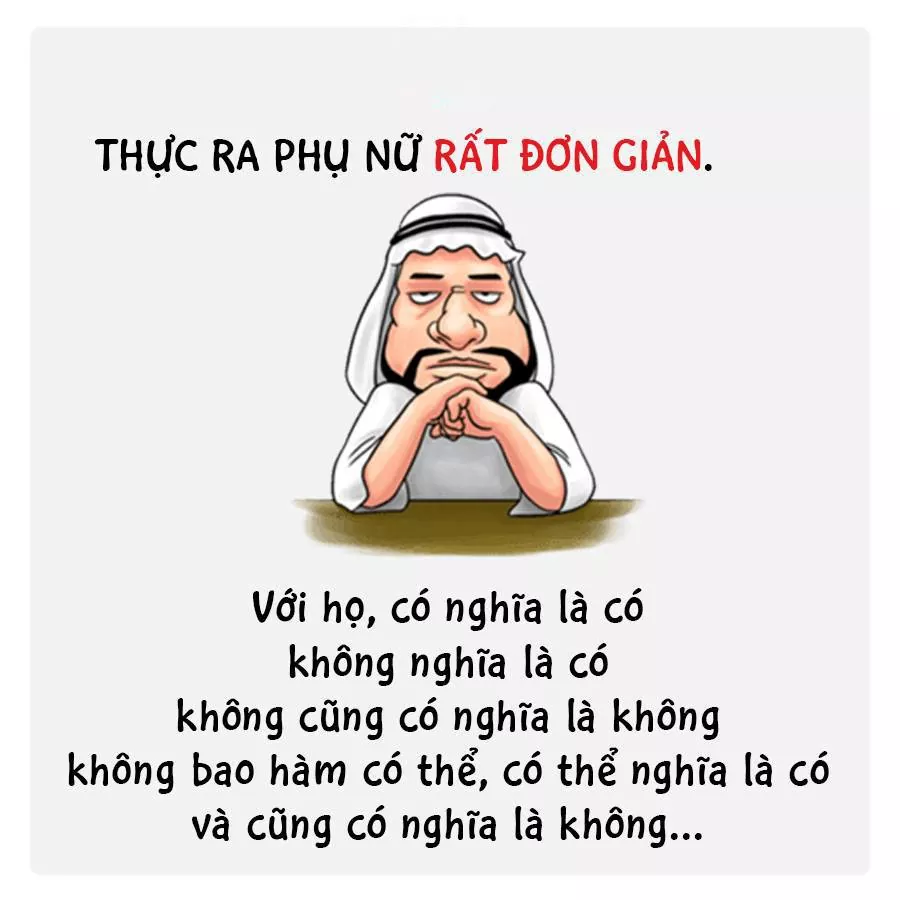 THỰC RA PHỤ NỮ RẤT ĐƠN GIẢN.
Với họ, có nghĩa là có
không nghĩa là có
không cũng có nghĩa là không
không bao hàm có thể, có thể nghĩa là có
và cũng có nghĩa là không...